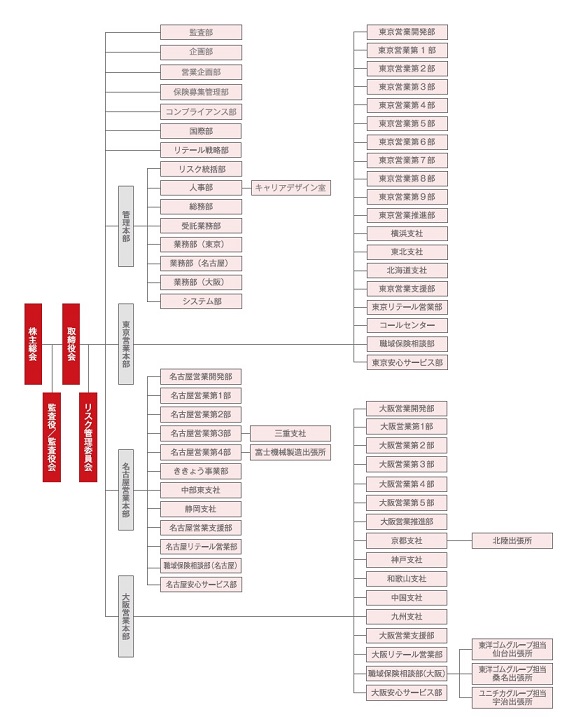 株主総会
監査役／監査役会
取締役会
リスク管理委員会
監査部
企画部
営業企画部
保険募集管理部
コンプライアンス部
国際部
リテール戦略部
管理本部
リスク統括部
人事部
キャリアデザイン室
総務部
受託業務部
業務部（東京）
業務部（名古屋）
業務部（大阪）
システム部
東京営業本部
東京営業開発部
東京営業第１部
東京営業第２部
東京営業第３部
東京営業第４部
東京営業第５部
東京営業第６部
東京営業第７部
東京営業第８部
東京営業第９部
東京営業推進部
横浜支社
東北支社
北海道支社
東京営業支援部
東京リテール営業部
コールセンター
職域保険相談部
東京安心サービス部
名古屋営業本部
名古屋営業開発部
名古屋営業第1部
名古屋営業第2部
名古屋営業第3部
三重支社
名古屋営業第4部
富士機械製造出張所
ききょう事業部
中部東支社
静岡支社
名古屋営業支援部
名古屋リテール営業部
職域保険相談部(名古屋)
名古屋安心サービス部
大阪営業本部
大阪営業開発部
大阪営業第1部
大阪営業第２部
大阪営業第３部
大阪営業第４部
大阪営業第５部
大阪営業推進部
京都支社
北陸出張所
神戸支社
和歌山支社
中国支社
九州支社
大阪営業支援部
大阪リテール営業部
職域保険相談部(大阪)
東洋ゴムグループ担当
仙台出張所
東洋ゴムグループ担当
桑名出張所
ユニチカグループ担当
宇治出張所
大阪安心サービス部